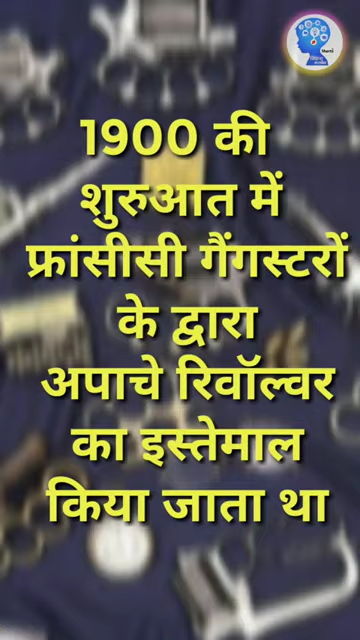 1900 की
शुरुआत में
फ्रांसीसी गैंगस्टरों
के द्वारा
अपाचे रिवॉल्वर
का इस्तेमाल
किया जाता था